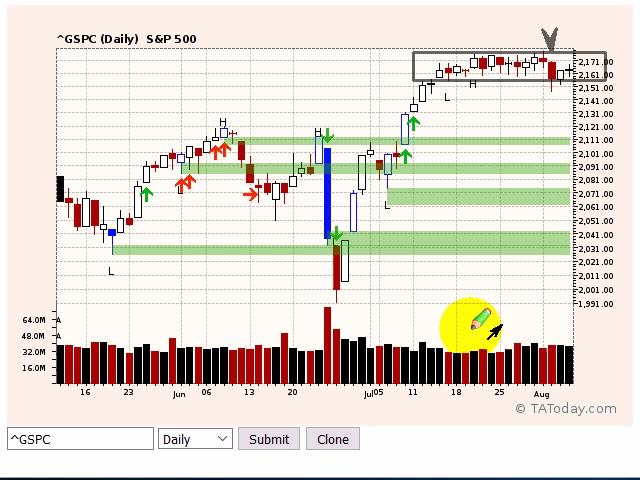 ^GSPC (Daily) S&P 500
H
H
H
L
L
L
L
2,171.00
2,161.00
2,151.00
2,141.00
2,131.00
2,121.00
2,111.00
2,101.00
2,091.00
2,081.00
2,071.00
2,061.00
2,051.00
2,041.00
2,031.00
2,021.00
2,011.00
2,001.00
1,991.00
64.0M
48.0M
32.0M
16.0M
16 23 Jun 06 13 20 Jul 05 11 18 25 Aug
© TAToday.com
^GSPC Daily Submit Clone